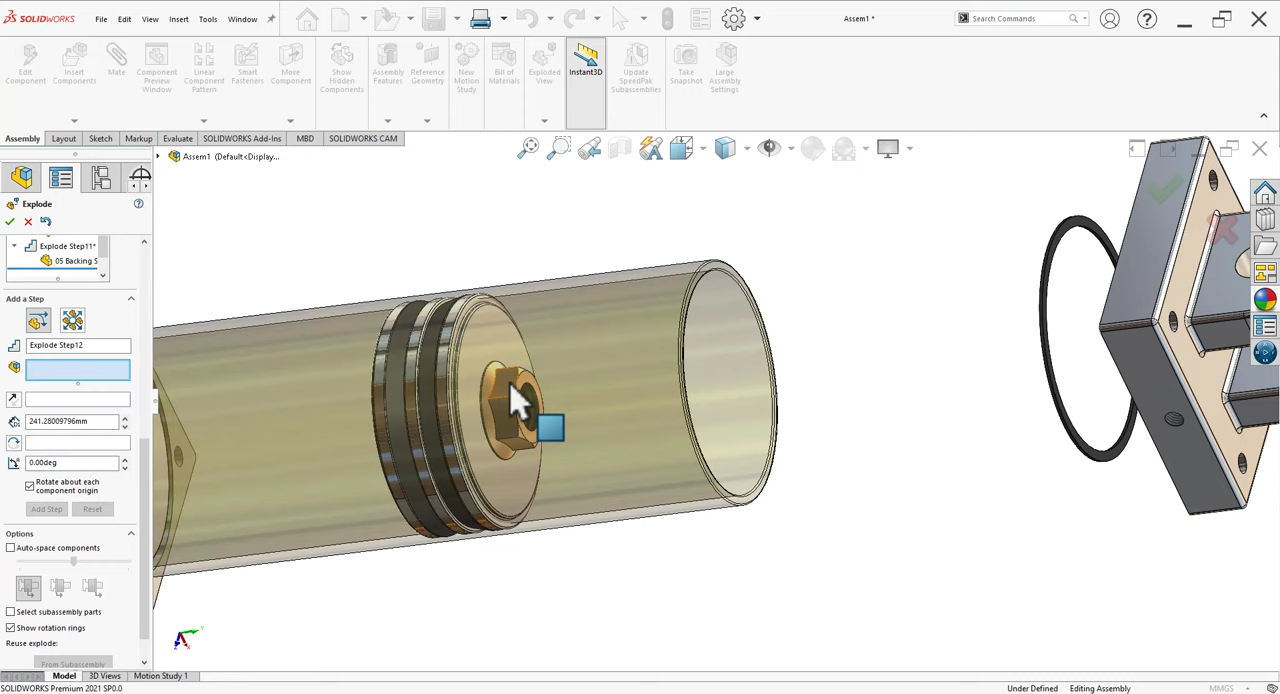 SOLIDWORKS
File
Edit
View
Insert
Tools
Window
Assem1 *
Search Commands
Edit
Component
Insert
Components
Mate
Component
Preview
Window
Linear
Component
Pattern
Smart
Fasteners
Move
Component
Show
Hidden
Components
Assembly
Features
Reference
Geometry
New
Motion
Study
Bill of
Materials
Exploded
View
Instant3D
Update
SpeedPak
Subassemblies
Take
Snapshot
Large
Assembly
Settings
Assembly
Layout
Sketch
Markup
Evaluate
SOLIDWORKS Add-Ins
MBD
SOLIDWORKS CAM
Assem1 (Default<Display...
Explode
Explode Step11*
05 Backing S
Add a Step
Explode Step12
241.28009796mm
0.00deg
Rotate about each
component origin
Add Step
Reset
Options
Auto-space components
Select subassembly parts
Show rotation rings
Reuse explode:
From Subassembly
Model
3D Views
Motion Study 1
SOLIDWORKS Premium 2021 SP0.0
Under Defined
Editing Assembly
MMGS